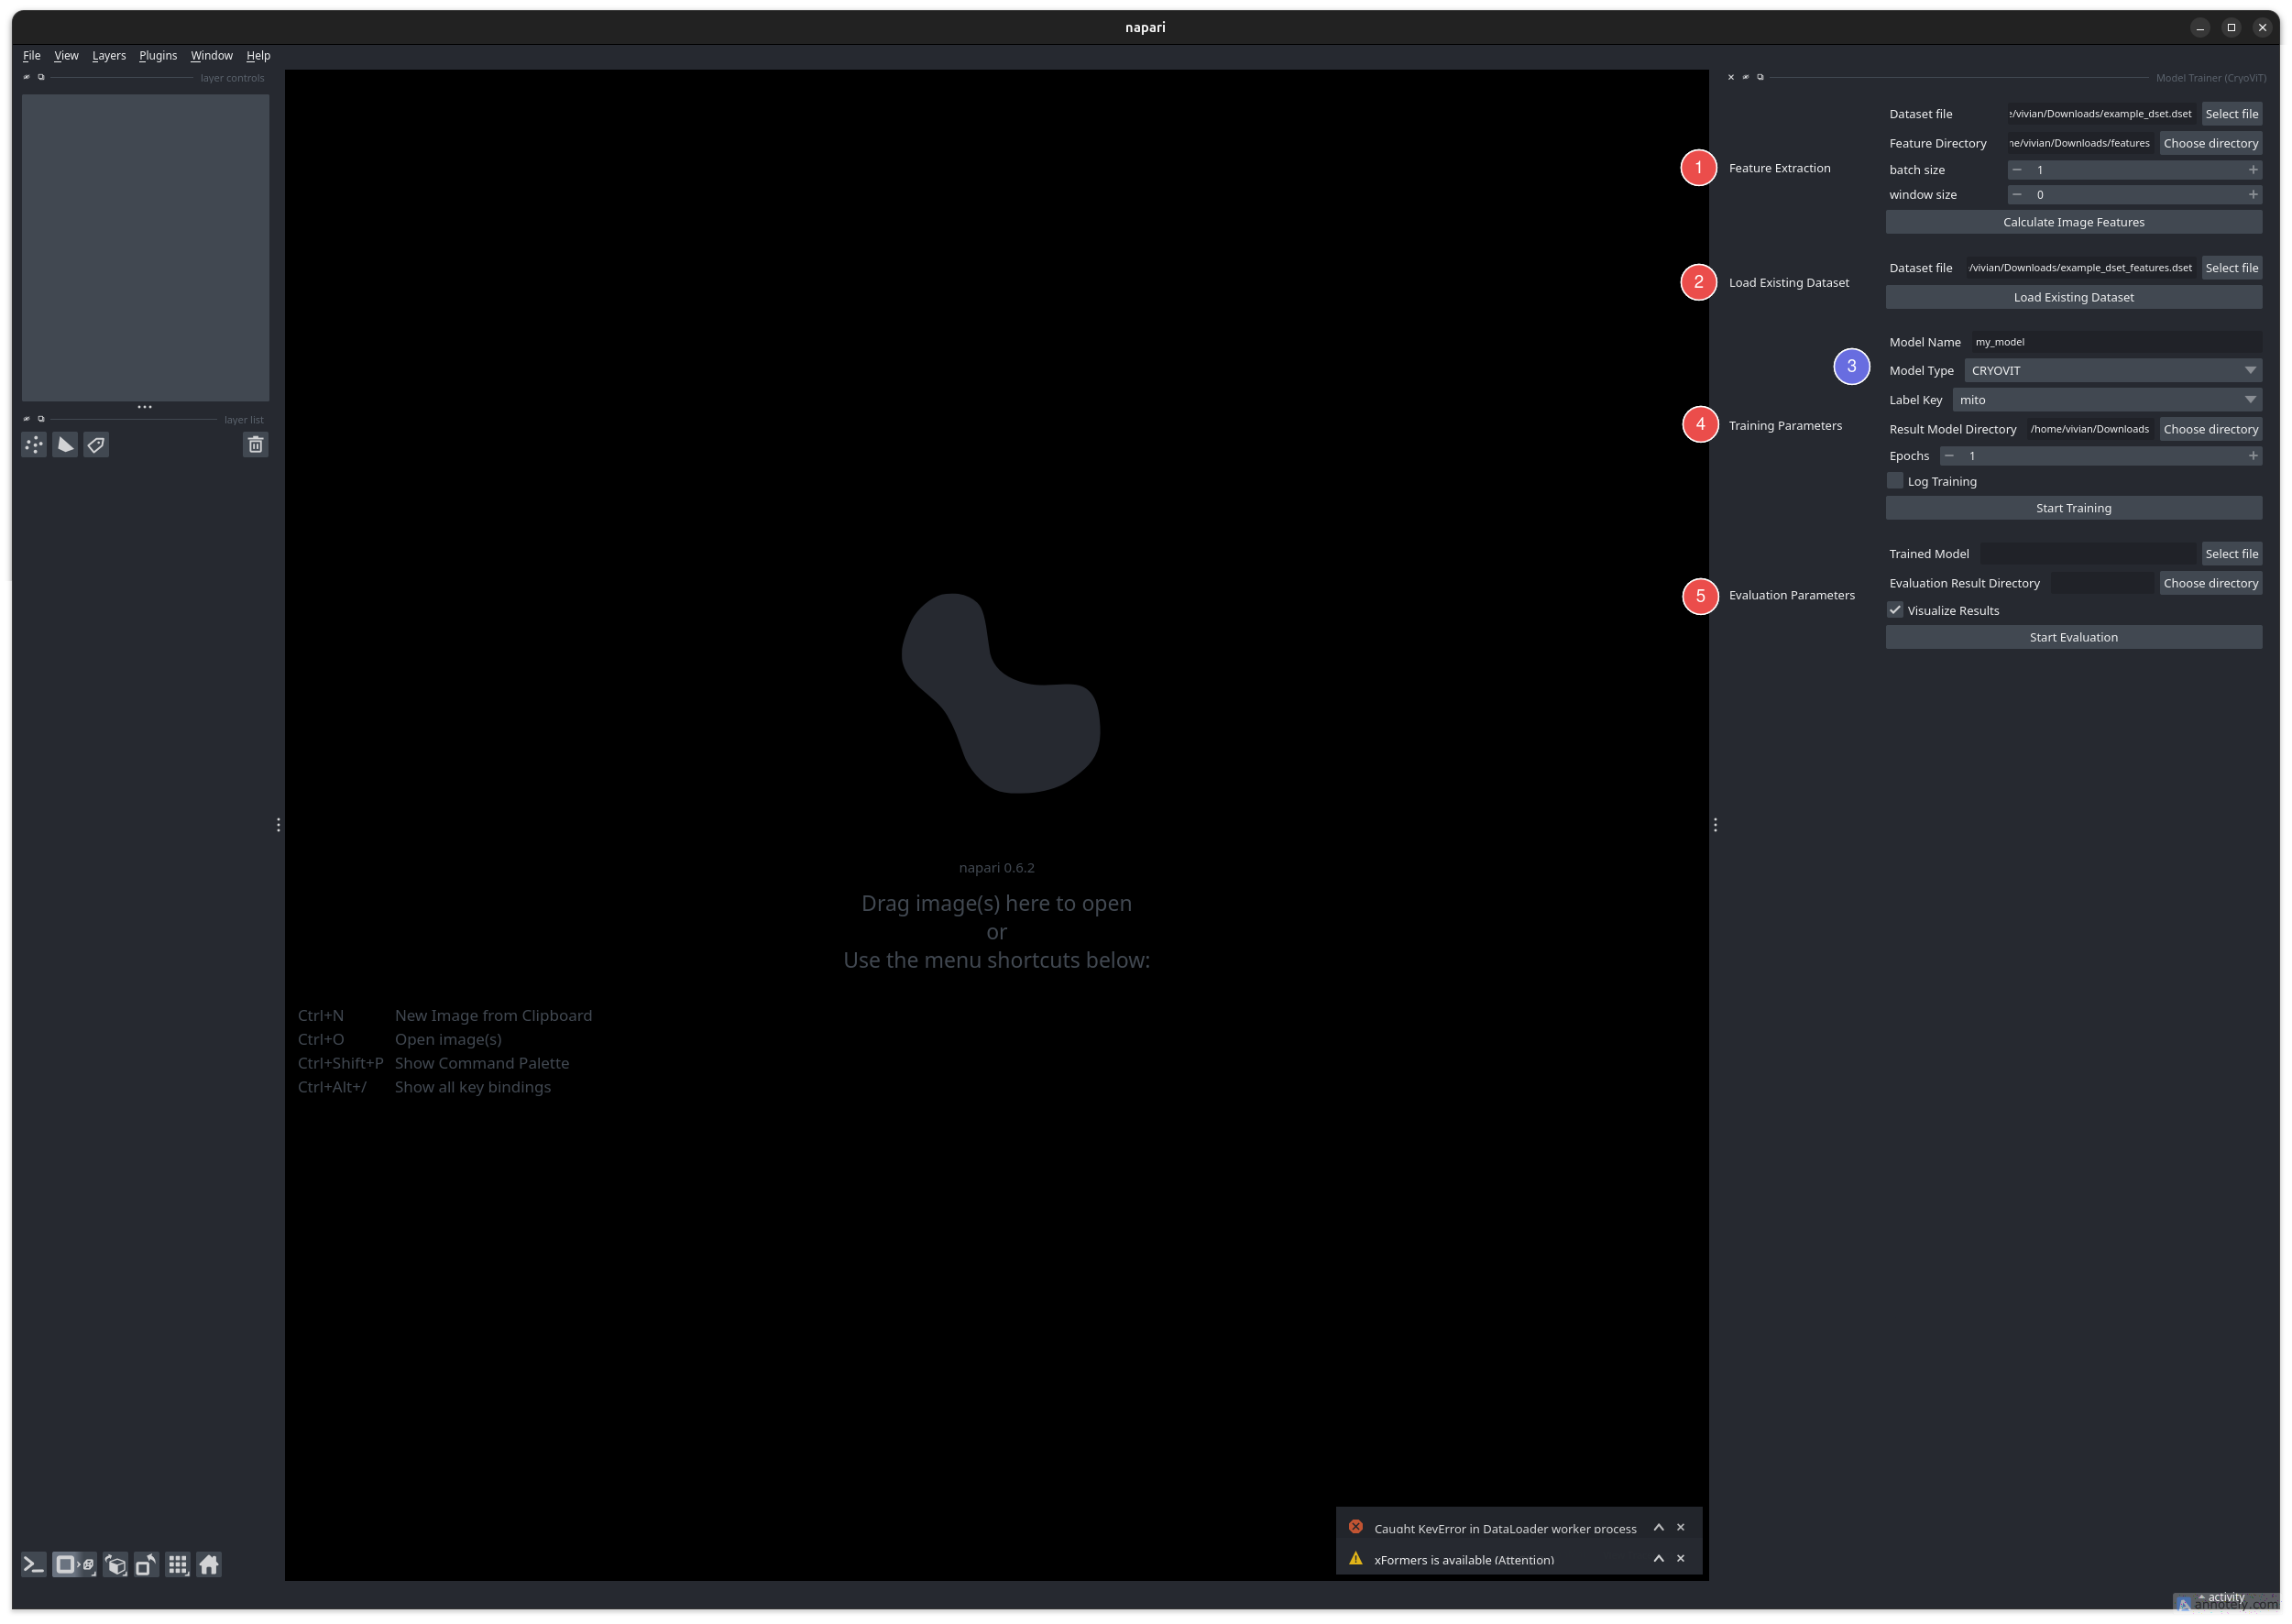 napari
File View Layers Plugins Window Help
layer controls
layer list
napari 0.6.2
Drag image(s) here to open
or
Use the menu shortcuts below:
Ctrl+N New Image from Clipboard
Ctrl+O Open image(s)
Ctrl+Shift+P Show Command Palette
Ctrl+Alt+/ Show all key bindings
Caught KeyError in DataLoader worker process
xFormers is available (Attention)
Model Trainer (CryoViT)
1 Feature Extraction
Dataset file e/vivian/Downloads/example_dset.dset Select file
Feature Directory ne/vivian/Downloads/features Choose directory
batch size − 1 +
window size − 0 +
Calculate Image Features
2 Load Existing Dataset
Dataset file /vivian/Downloads/example_dset_features.dset Select file
Load Existing Dataset
Model Name my_model
3 Model Type CRYOVIT
Label Key mito
4 Training Parameters
Result Model Directory /home/vivian/Downloads Choose directory
Epochs − 1 +
Log Training
Start Training
Trained Model Select file
Evaluation Result Directory Choose directory
5 Evaluation Parameters
Visualize Results
Start Evaluation
activity
annotely.com